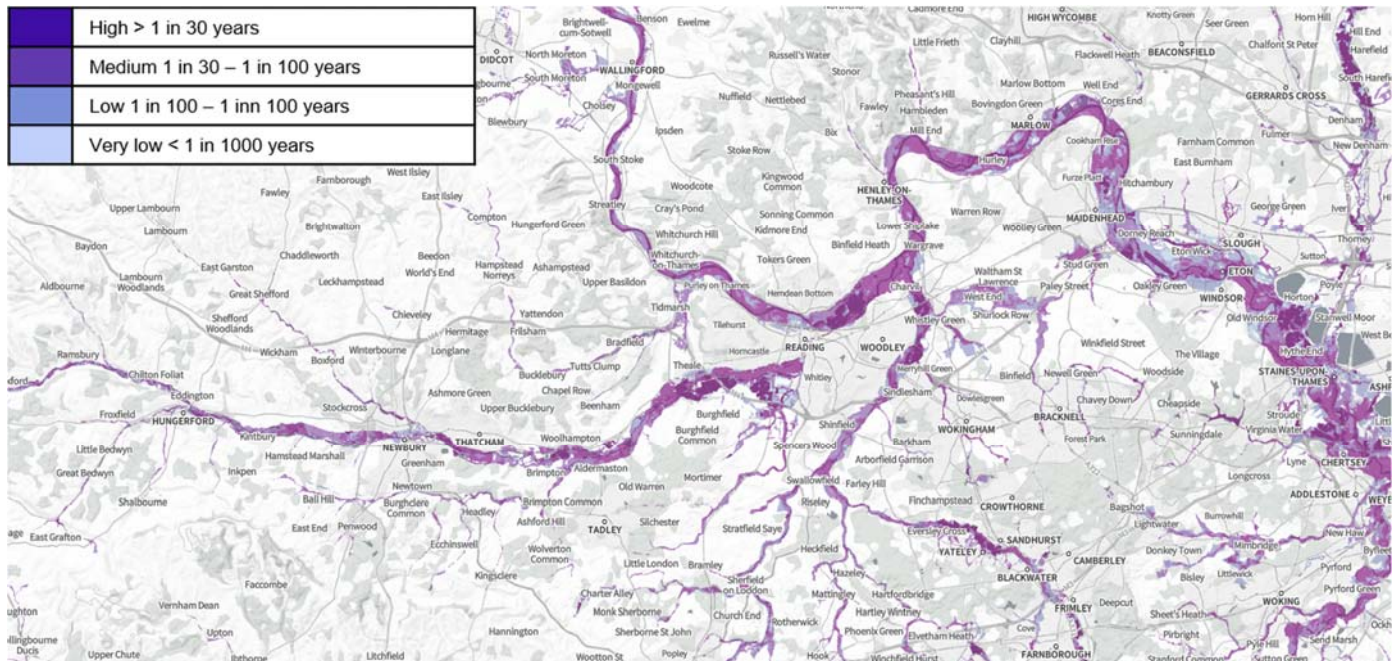 High > 1 in 30 years
Medium 1 in 30 – 1 in 100 years
Low 1 in 100 – 1 inn 100 years
Very low < 1 in 1000 years
Brightwell-
cum-Sotwell
Benson
Ewelme
Cadmore End
HIGH WYCOMBE
Knotty Green
Seer Green
Horn Hill
Hill End
Harefield
DIDCOT
North Moreton
South Moreton
WALLINGFORD
Mongewell
Russell's Water
Stonor
Little Frieth
Clayhill
Flackwell Heath
BEACONSFIELD
Chalfont St Peter
Cholsey
Nuffield
Nettlebed
Pheasant's Hill
Hambleden
Fawley
Marlow Bottom
Well End
Bovingdon Green
Cores End
GERRARDS CROSS
Blewbury
Ipsden
Bix
Mill End
MARLOW
Denham
Fulmer
New Denham
South Stoke
Stoke Row
Hurley
Cookham Rise
Farnham Common
East Burnham
West Ilsley
Farnborough
Fawley
East Ilsley
Woodcote
Kingwood
Common
HENLEY-ON-
THAMES
Furze Platt
Hitchambury
Upper Lambourn
Lambourn
Brightwalton
Compton
Hungerford Green
Streatley
Cray's Pond
Sonning Common
Kidmore End
Lower Shiplake
Warren Row
Woolley Green
MAIDENHEAD
George Green
Iver
Baydon
Chaddleworth
Beedon
World's End
Whitchurch Hill
Whitchurch-
on-Thames
Binfield Heath
Wargrave
Dorney Reach
SLOUGH
Thorney
Lambourn
Woodlands
East Garston
Leckhampstead
Hampstead
Norreys
Ashampstead
Upper Basildon
Tokers Green
Stud Green
Eton Wick
ETON
Sutton
Aldbourne
Great Shefford
Purley on Thames
Hemdean Bottom
Charvil
Waltham St
Lawrence
West End
Paley Street
Oakley Green
WINDSOR
Horton
Poyle
Shefford
Woodlands
Chieveley
Yattendon
Tidmarsh
Tilehurst
Whistley Green
Shurlock Row
Old Windsor
Stanwell Moor
Hermitage
Frilsham
Bradfield
READING
WOODLEY
Winkfield Street
Ramsbury
Wickham
Winterbourne
Longlane
Boxford
Tutts Clump
Horncastle
Theale
The Village
Hythe End
Chilton Foliat
Bucklebury
Chapel Row
Whitley
Merryhill Green
Binfield
Newell Green
Woodside
STAINES-UPON-
THAMES
Eddington
Stockcross
Ashmore Green
Upper Bucklebury
Beenham
Burghfield
Sindlesham
Dowlesgreen
Chavey Down
Cheapside
Froxfield
HUNGERFORD
Kintbury
NEWBURY
THATCHAM
Woolhampton
Burghfield
Common
Shinfield
WOKINGHAM
BRACKNELL
Stroude
Virginia Water
Little Bedwyn
Hamstead Marshall
Greenham
Brimpton
Aldermaston
Spencers Wood
Barkham
Arborfield Garrison
Forest Park
Sunningdale
Great Bedwyn
Inkpen
Newtown
Mortimer
Lyne
CHERTSEY
Shalbourne
Ball Hill
Burghclere
Common
Headley
Brimpton Common
Old Warren
Swallowfield
Farley Hill
Longcross
East Grafton
East End
Penwood
Ashford Hill
TADLEY
Silchester
Riseley
Finchampstead
CROWTHORNE
Bagshot
ADDLESTONE
Ecchinswell
Wolverton
Common
Stratfield Saye
Eversley Cross
SANDHURST
Lightwater
Burrowhill
New Haw
Heckfield
YATELEY
CAMBERLEY
Donkey Town
Mimbridge
Kingsclere
Little London
Bramley
Hazeley
BLACKWATER
Bisley
Littlewick
Pyrford
Faccombe
Charter Alley
Sherfield
on Loddon
Mattingley
Hartfordbridge
Pyrford Green
Vernham Dean
Monk Sherborne
Church End
Hartley Wintney
FRIMLEY
Deepcut
WOKING
Upton
Hannington
Sherborne St John
Rotherwick
Phoenix Green
Elvetham Heath
Cove
Sheet's Heath
Pirbright
Send Marsh
Upper Chute
Litchfield
Wootton St
Popley
Hook
Winchfield Hurst
FARNBOROUGH
Stanford Common
Pyle Hill
Sutton Green